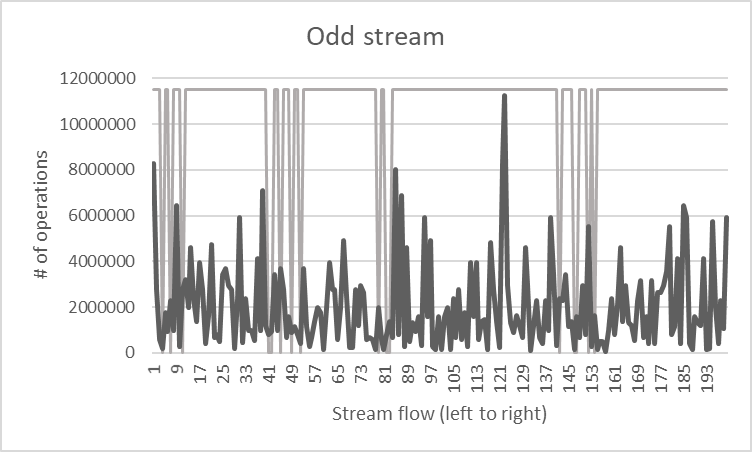 Odd stream
# of operations
12000000
10000000
8000000
6000000
4000000
2000000
0
1 9 17 25 33 41 49 57 65 73 81 89 97 105 113 121 129 137 145 153 161 169 177 185 193
Stream flow (left to right)